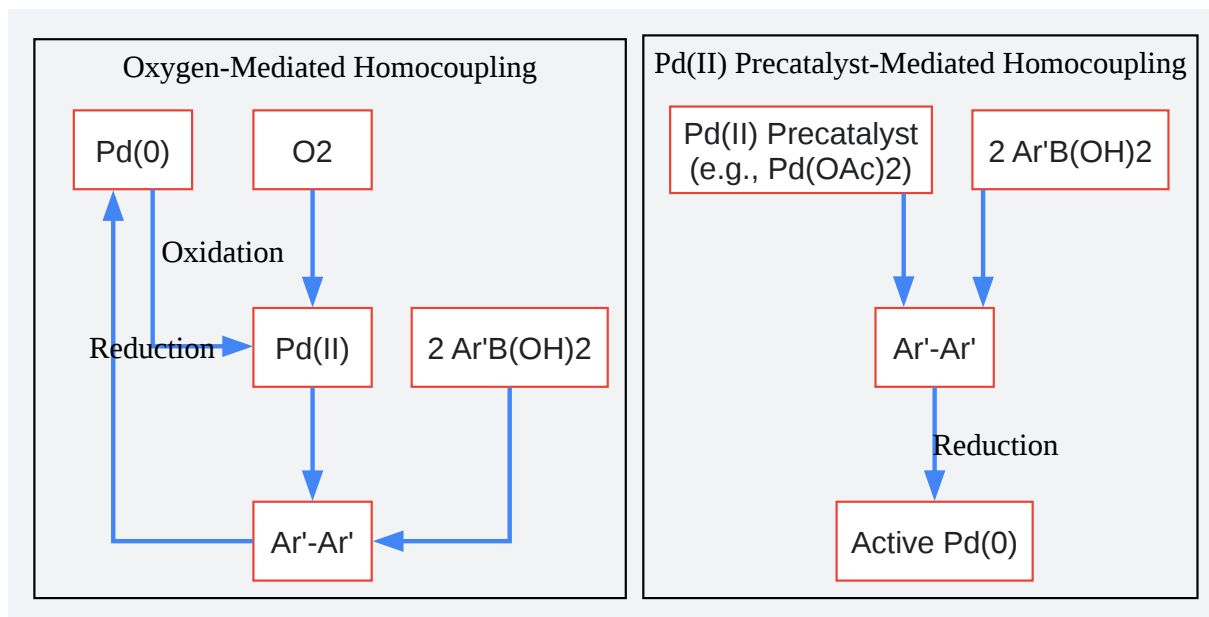 Oxygen-Mediated Homocoupling
Pd(0)
O2
Oxidation
Reduction
Pd(II)
2 Ar'B(OH)2
Ar'-Ar'
Pd(II) Precatalyst-Mediated Homocoupling
Pd(II) Precatalyst
(e.g., Pd(OAc)2)
2 Ar'B(OH)2
Ar'-Ar'
Reduction
Active Pd(0)